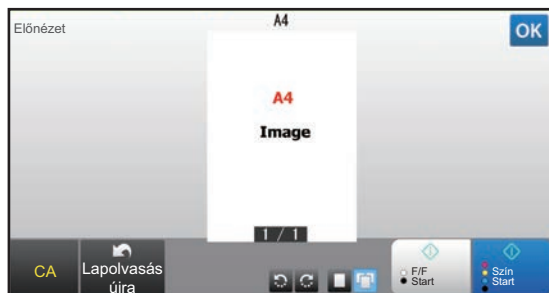 A4
Előnézet
OK
A4
Image
1 / 1
CA
Lapolvasás
újra
F/F
Start
Szín
Start